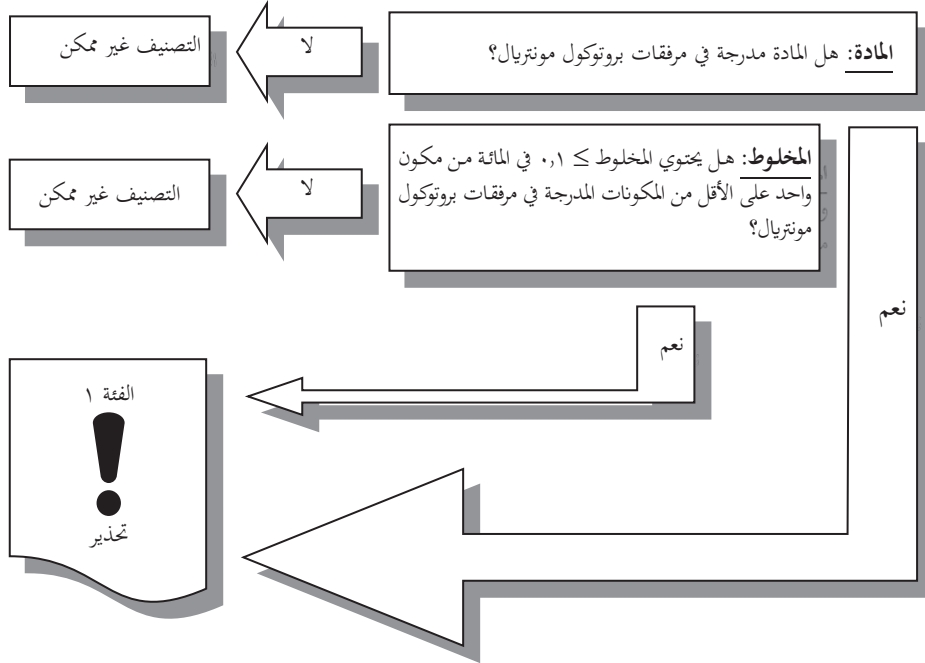 المادة: هل المادة مدرجة في مرفقات بروتوكول مونتريال؟
لا
التصنيف غير ممكن
المخلوط: هل يحتوي المخلوط ≥ ٠,١ في المائة من مكون
واحد على الأقل من المكونات المدرجة في مرفقات بروتوكول
مونتريال؟
لا
التصنيف غير ممكن
نعم
نعم
الفئة ١
!
تحذير